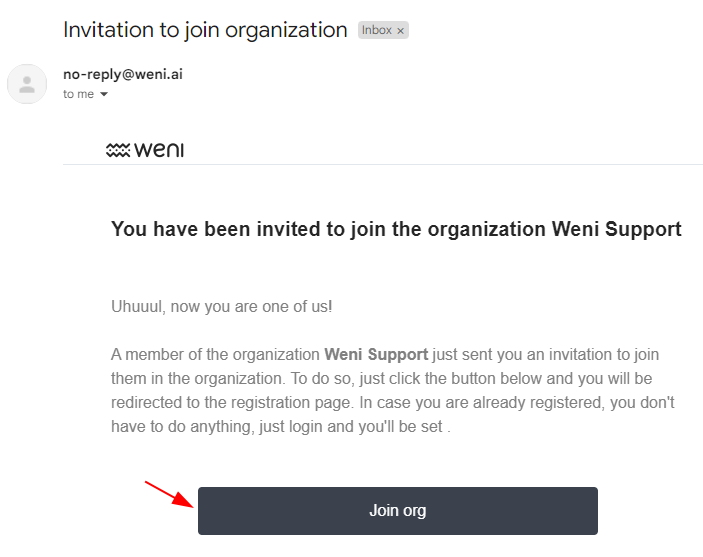 Invitation to join organization Inbox ×
no-reply@weni.ai
to me
weni
You have been invited to join the organization Weni Support
Uhuuul, now you are one of us!
A member of the organization Weni Support just sent you an invitation to join
them in the organization. To do so, just click the button below and you will be
redirected to the registration page. In case you are already registered, you don't
have to do anything, just login and you'll be set .
Join org